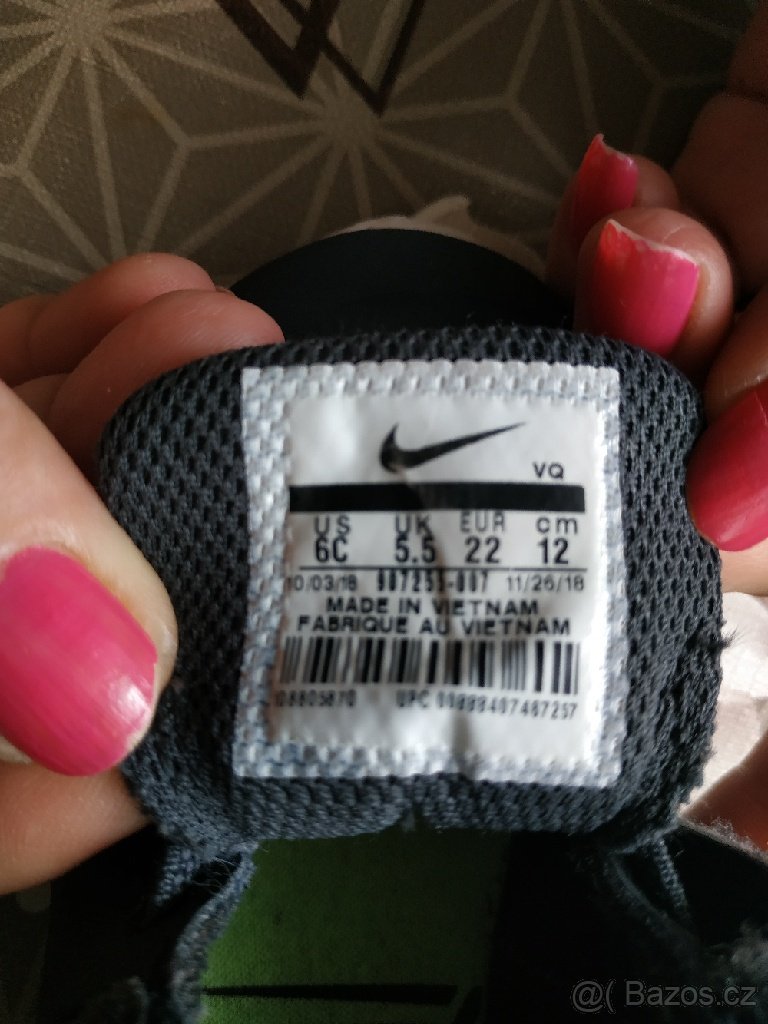 VQ
US UK EUR cm
6C 5.5 22 12
10/03/18 11/26/18
MADE IN VIETNAM
FABRIQUE AU VIETNAM
UPC
@( Bazos.cz